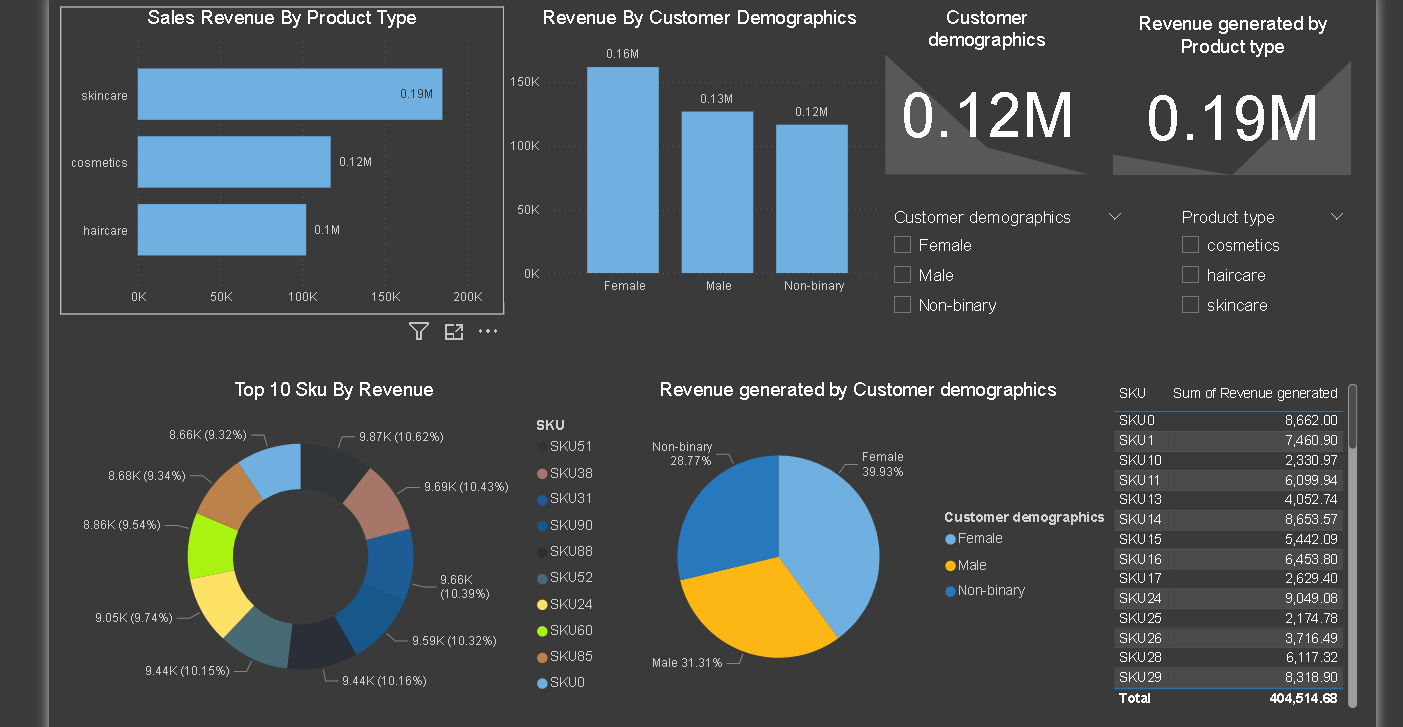 Sales Revenue By Product Type
skincare
0.19M
cosmetics
0.12M
haircare
0.1M
0K
50K
100K
150K
200K
Revenue By Customer Demographics
150K
100K
50K
0K
0.16M
0.13M
0.12M
Female
Male
Non-binary
Customer
demographics
0.12M
Revenue generated by
Product type
0.19M
Customer demographics
Female
Male
Non-binary
Product type
cosmetics
haircare
skincare
Top 10 Sku By Revenue
8.66K (9.32%)
9.87K (10.62%)
8.68K (9.34%)
9.69K (10.43%)
8.86K (9.54%)
9.66K
(10.39%)
9.05K (9.74%)
9.59K (10.32%)
9.44K (10.15%)
9.44K (10.16%)
SKU
SKU51
SKU38
SKU31
SKU90
SKU88
SKU52
SKU24
SKU60
SKU85
SKU0
Revenue generated by Customer demographics
Non-binary
28.77%
Female
39.93%
Male 31.31%
Customer demographics
Female
Male
Non-binary
SKU Sum of Revenue generated
SKU0 8,662.00
SKU1 7,460.90
SKU10 2,330.97
SKU11 6,099.94
SKU13 4,052.74
SKU14 8,653.57
SKU15 5,442.09
SKU16 6,453.80
SKU17 2,629.40
SKU24 9,049.08
SKU25 2,174.78
SKU26 3,716.49
SKU28 6,117.32
SKU29 8,318.90
Total 404,514.68